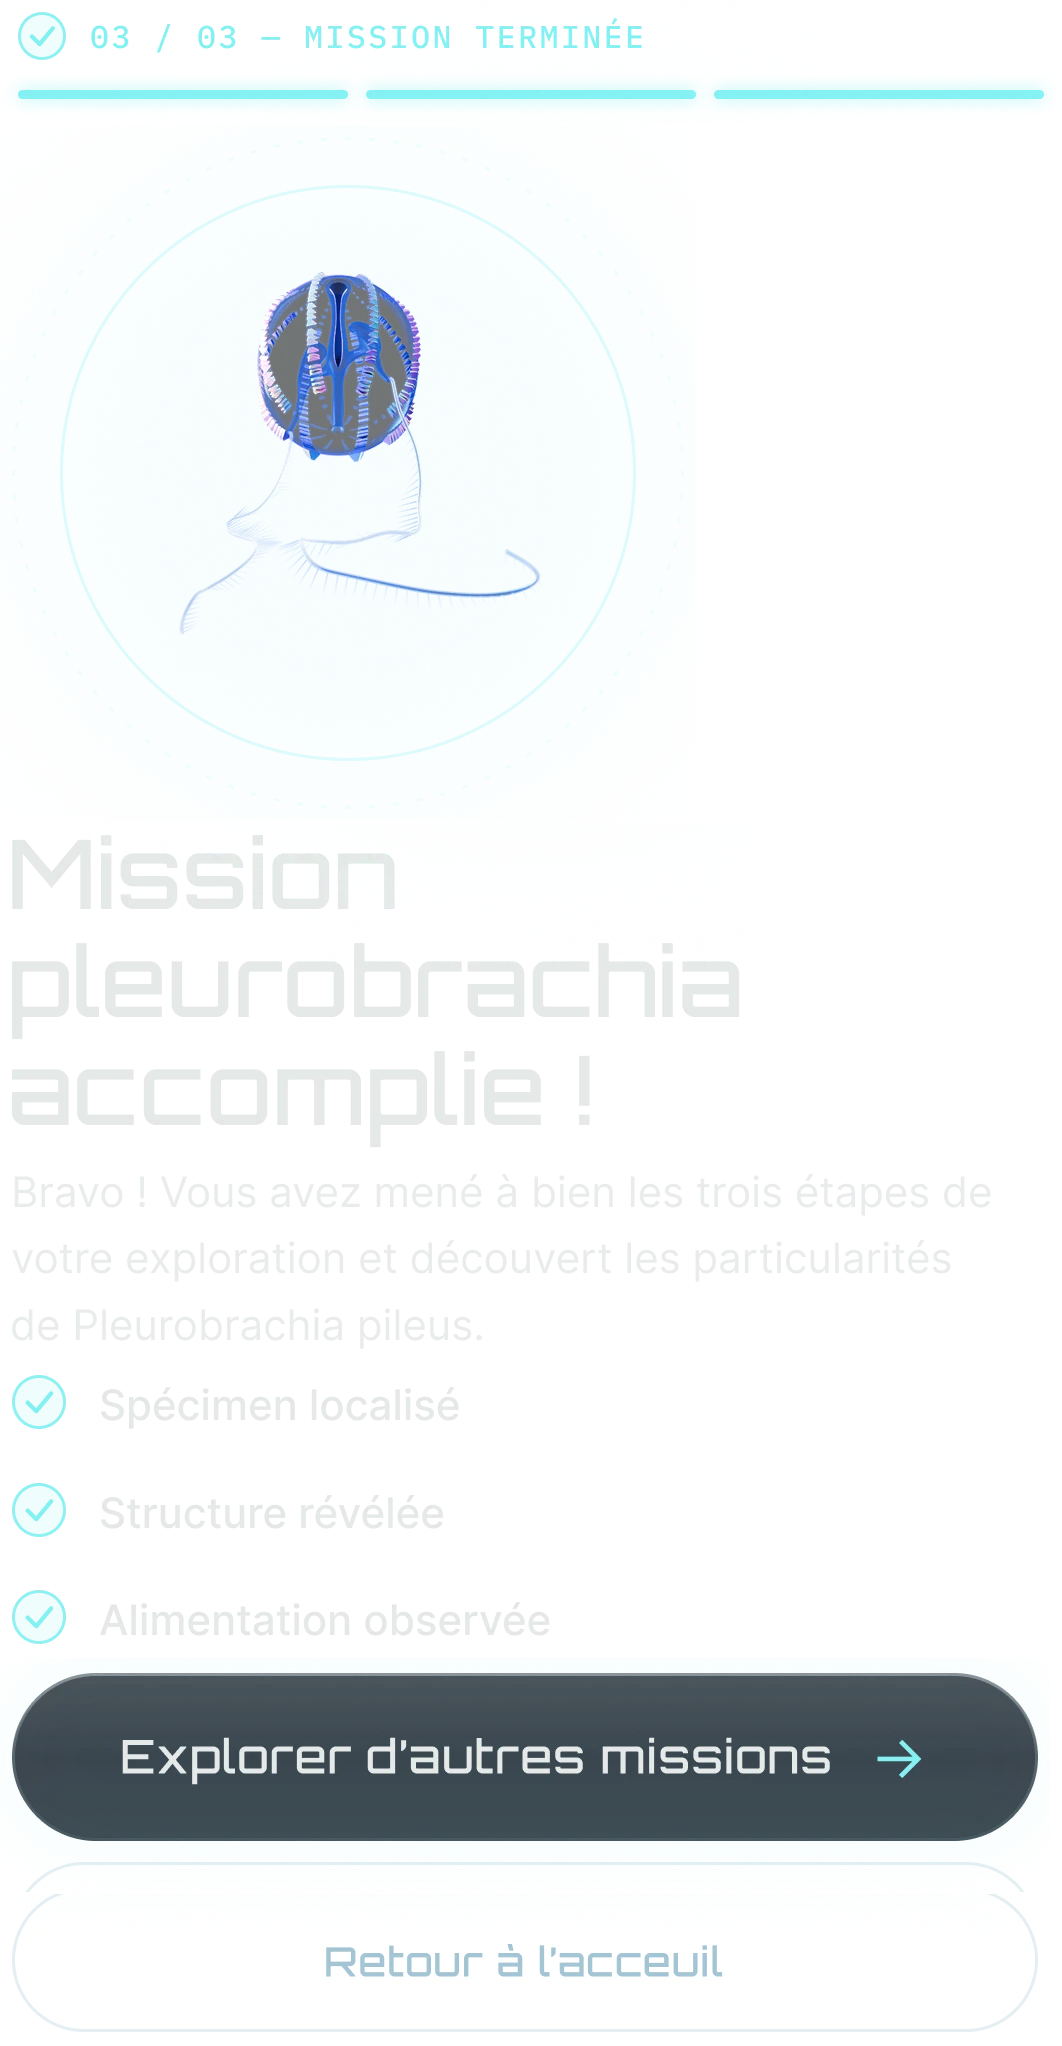 03 / 03 — MISSION TERMINÉE
Mission
pleurobrachia
accomplie !
Bravo ! Vous avez mené à bien les trois étapes de
votre exploration et découvert les particularités
de Pleurobrachia pileus.
Spécimen localisé
Structure révélée
Alimentation observée
Explorer d’autres missions →
Retour à l’acceuil